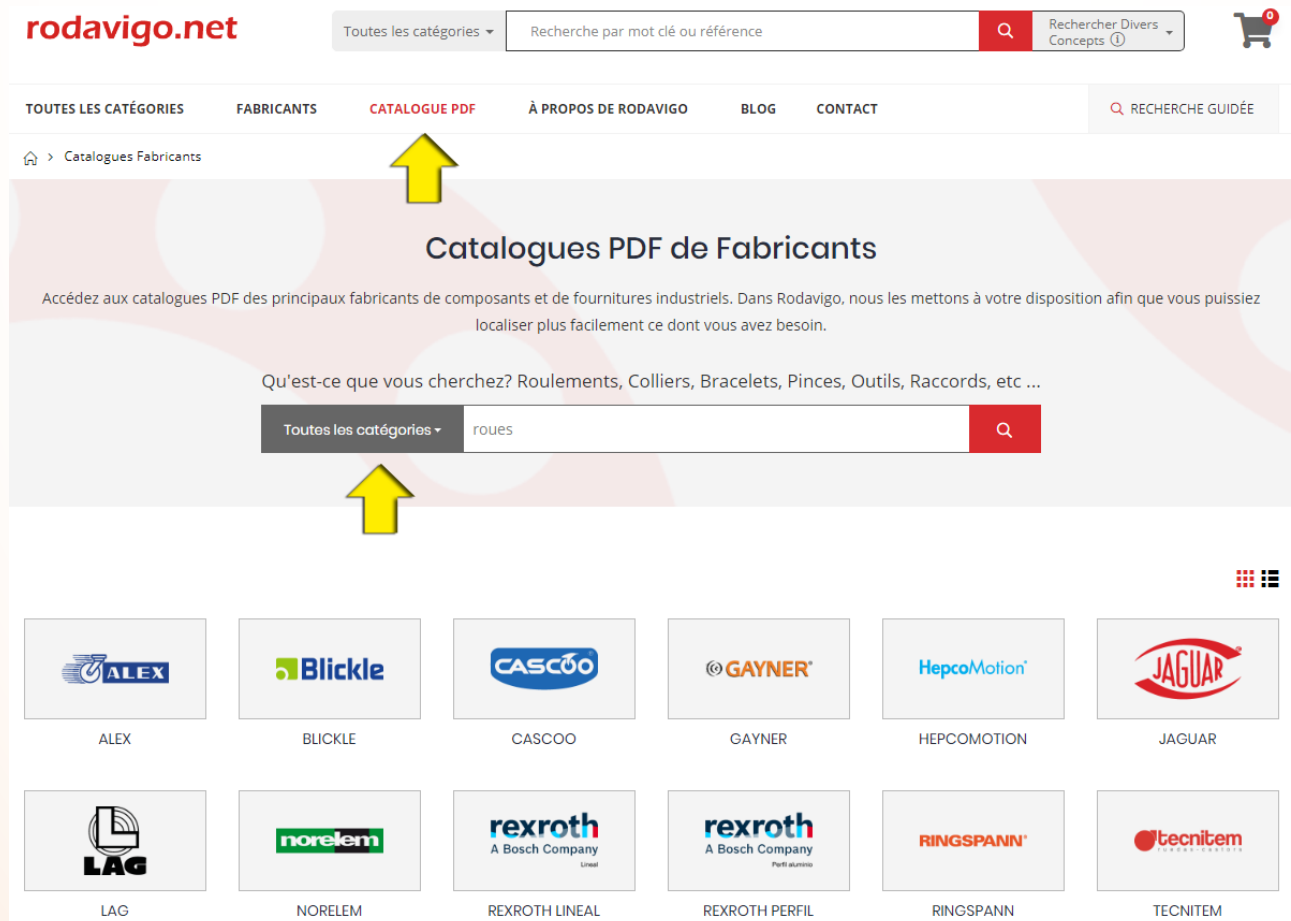 rodavigo.net
Toutes les catégories
Recherche par mot clé ou référence
Rechercher Divers
Concepts
0
TOUTES LES CATÉGORIES
FABRICANTS
CATALOGUE PDF
À PROPOS DE RODAVIGO
BLOG
CONTACT
RECHERCHE GUIDÉE
> Catalogues Fabricants
Catalogues PDF de Fabricants
Accédez aux catalogues PDF des principaux fabricants de composants et de fournitures industriels. Dans Rodavigo, nous les mettons à votre disposition afin que vous puissiez
localiser plus facilement ce dont vous avez besoin.
Qu'est-ce que vous cherchez? Roulements, Colliers, Bracelets, Pinces, Outils, Raccords, etc ...
Toutes les catégories
roues
ALEX
Blickle
CASCOO
GAYNER
HepcoMotion
JAGUAR
ALEX
BLICKLE
CASCOO
GAYNER
HEPCOMOTION
JAGUAR
LAG
norelem
rexroth
A Bosch Company
Lineal
rexroth
A Bosch Company
Perfil aluminio
RINGSPANN
tecnitem
ruedas-castors
LAG
NORELEM
REXROTH LINEAL
REXROTH PERFIL
RINGSPANN
TECNITEM